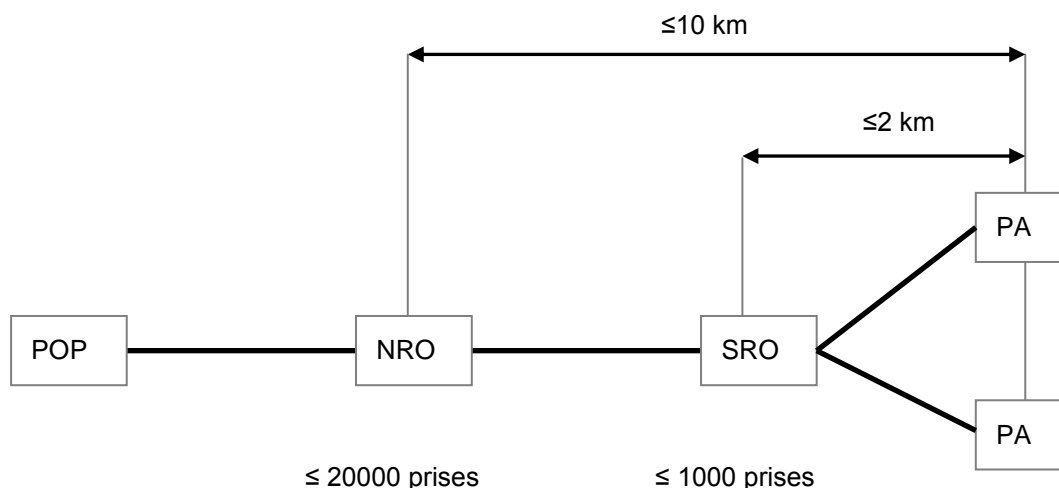 ≤10 km
≤2 km
PA
POP
NRO
SRO
PA
≤ 20000 prises
≤ 1000 prises